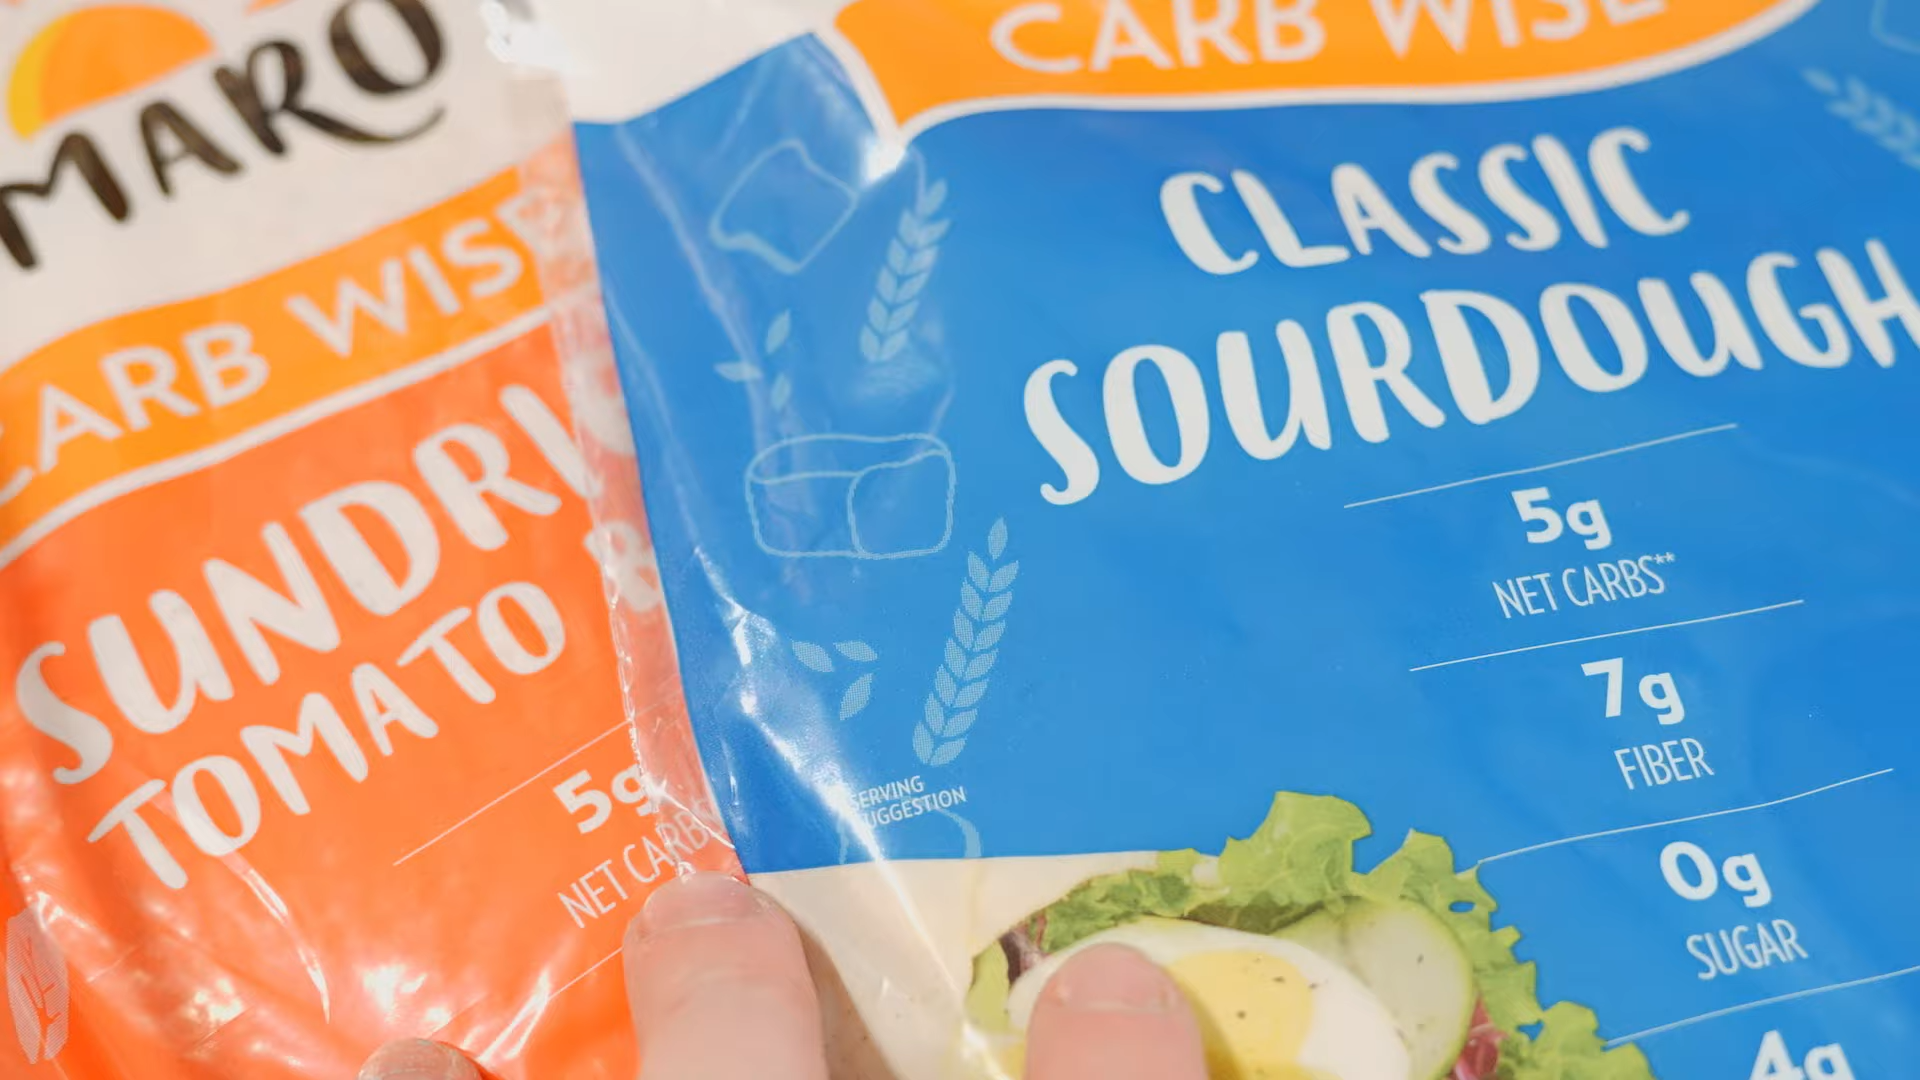 MARO
CARB WISE
SUNDRI
TOMATO &
5g
NET CARBS
CARB WISE
CLASSIC
SOURDOUGH
5g
NET CARBS**
7g
FIBER
0g
SUGAR
4g
SERVING
SUGGESTION